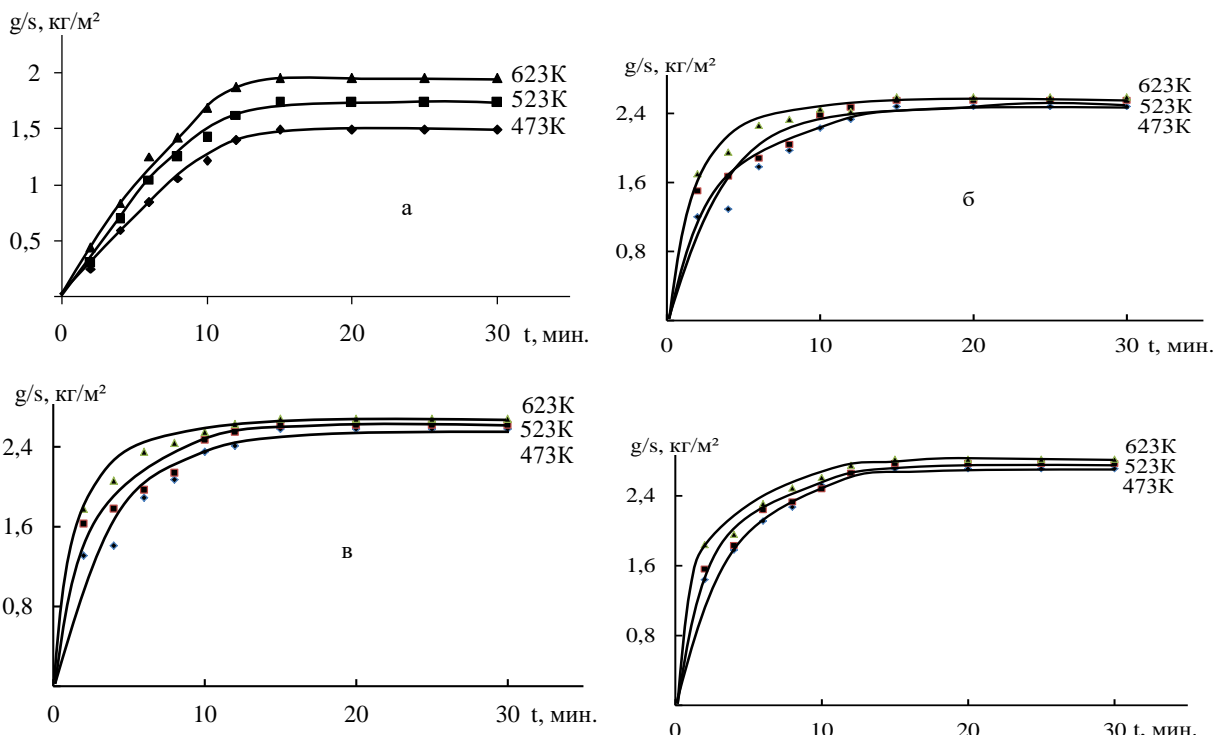 g/s, кг/м²
2
1,5
1
0,5
0
10
20
30
t, мин.
623К
523К
473К
а
g/s, кг/м²
2,4
1,6
0,8
0
10
20
30 t, мин.
623К
523К
473К
б
g/s, кг/м²
2,4
1,6
0,8
0
10
20
30 t, мин.
623К
523К
473К
в
g/s, кг/м²
2,4
1,6
0,8
0
10
20
30 t, мин.
623К
523К
473К